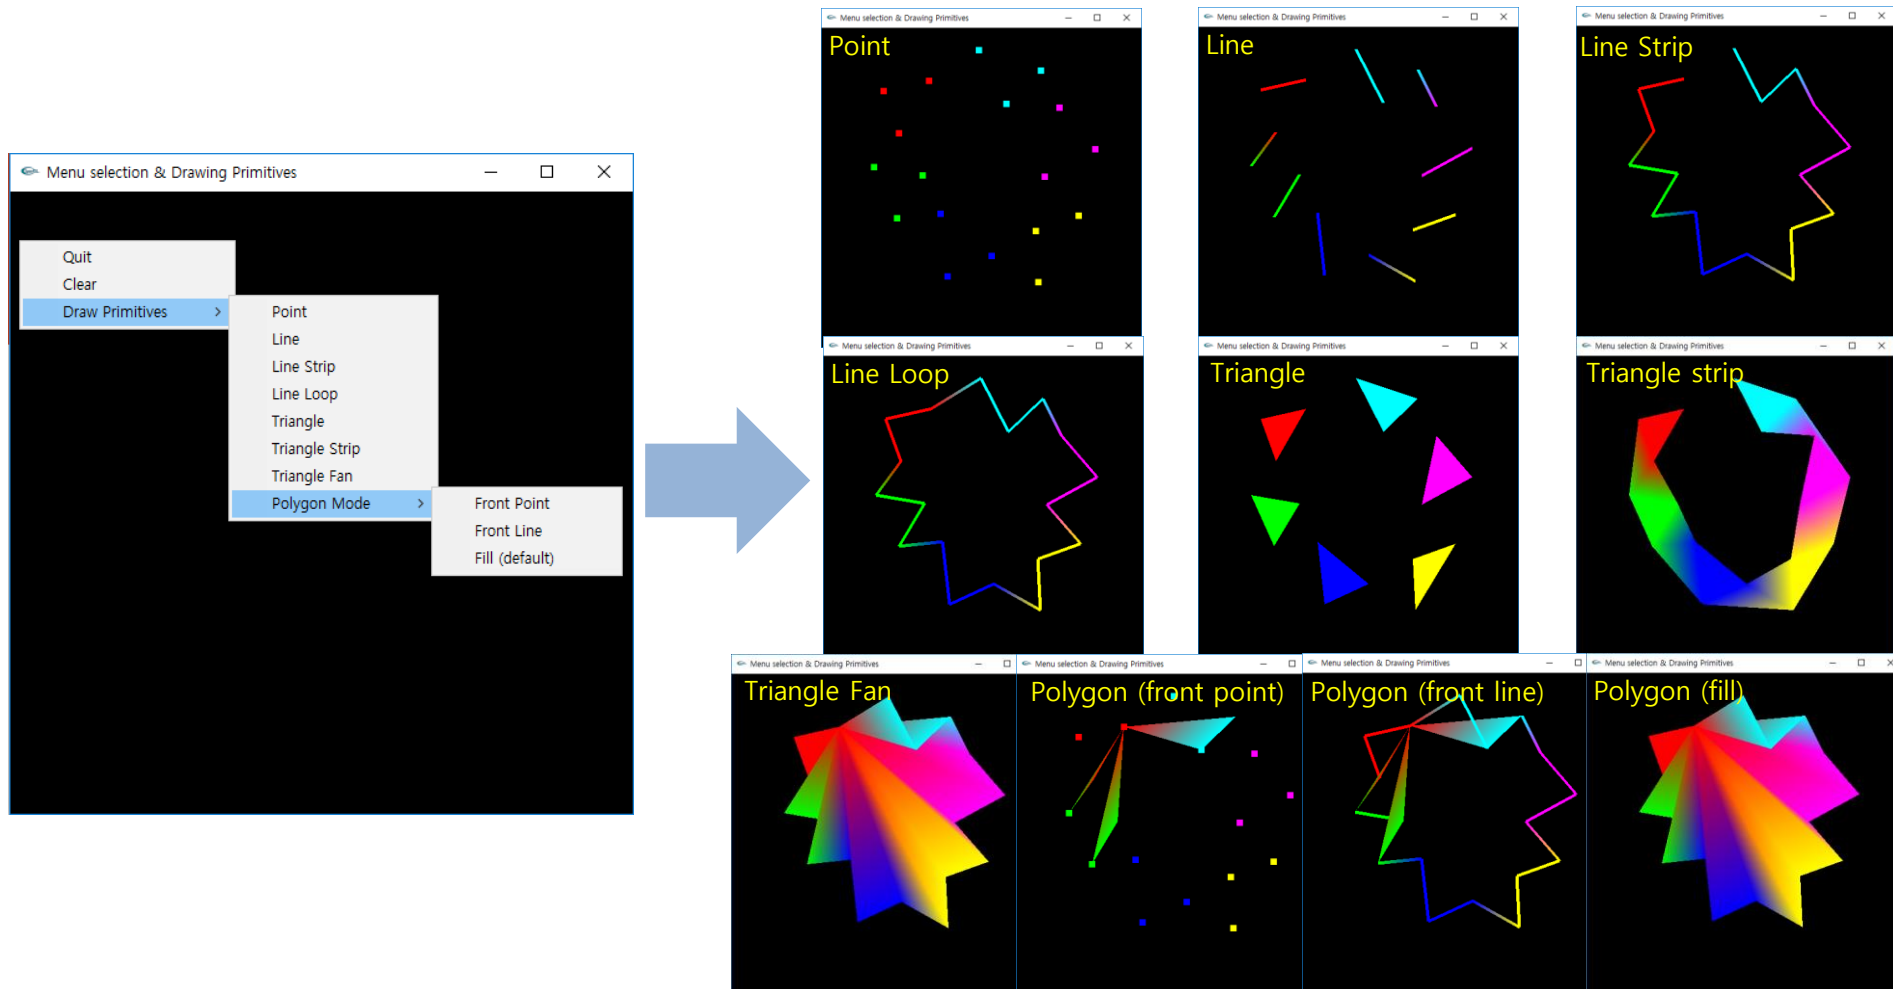 Menu selection & Drawing Primitives
Quit
Clear
Draw Primitives
Point
Line
Line Strip
Line Loop
Triangle
Triangle Strip
Triangle Fan
Polygon Mode
Front Point
Front Line
Fill (default)
Menu selection & Drawing Primitives
Point
Menu selection & Drawing Primitives
Line
Menu selection & Drawing Primitives
Line Strip
Menu selection & Drawing Primitives
Line Loop
Menu selection & Drawing Primitives
Triangle
Menu selection & Drawing Primitives
Triangle strip
Menu selection & Drawing Primitives
Triangle Fan
Menu selection & Drawing Primitives
Polygon (front point)
Menu selection & Drawing Primitives
Polygon (front line)
Menu selection & Drawing Primitives
Polygon (fill)